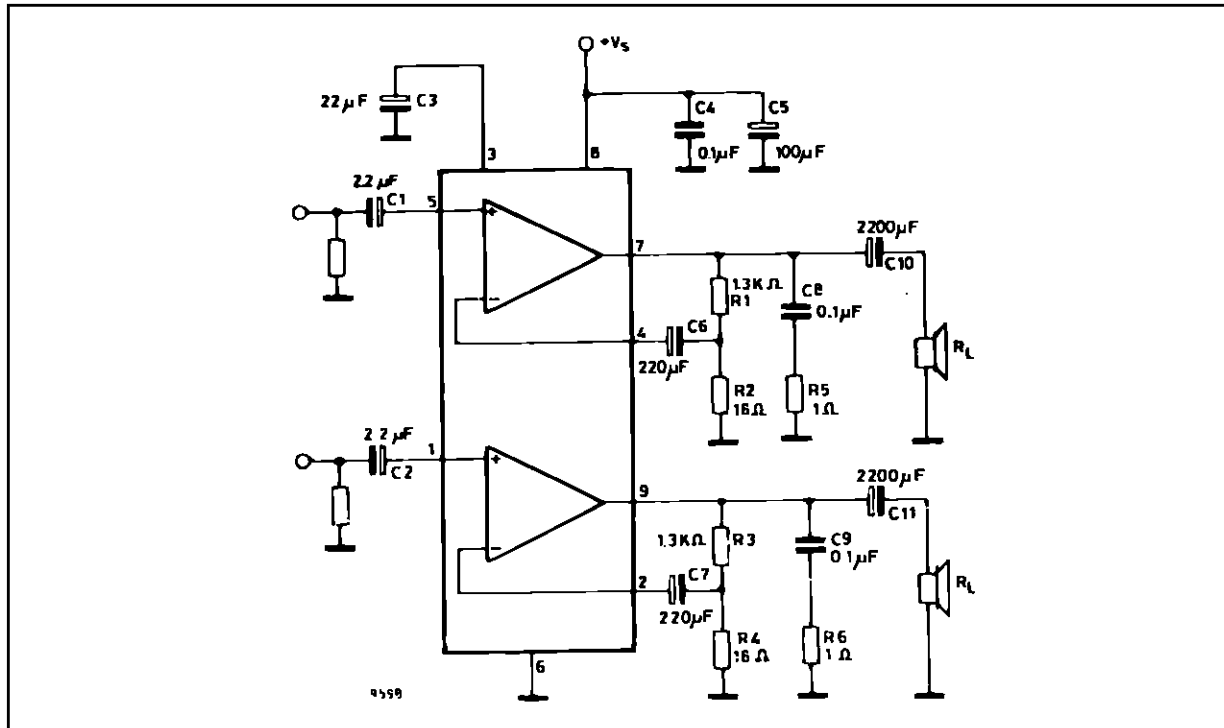 +Vs
22µF
C3
C4
C5
0.1µF
100µF
3
8
2.2µF
C1
5
7
2200µF
C10
1.3KΩ
R1
C8
0.1µF
4
C6
220µF
R2
16Ω
R5
1Ω
RL
+
−
2.2µF
C2
1
9
2200µF
C11
1.3KΩ
R3
C9
0.1µF
2
C7
220µF
R4
16Ω
R6
1Ω
RL
+
−
6